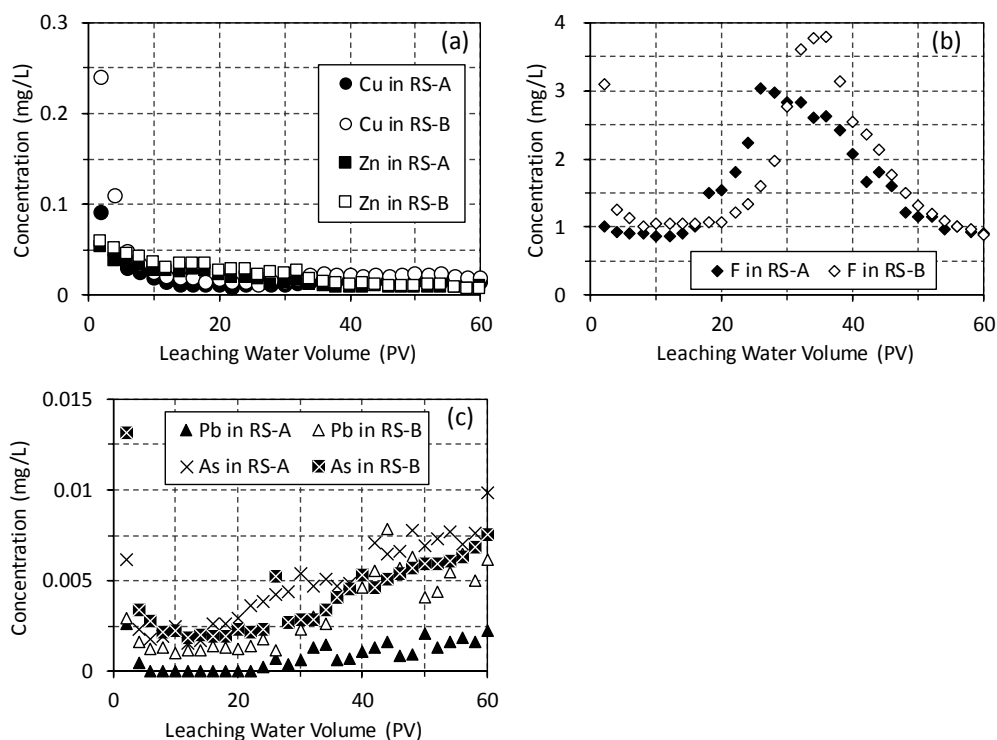 (a)
Concentration (mg/L)
0.3
0.2
0.1
0
Cu in RS-A
Cu in RS-B
Zn in RS-A
Zn in RS-B
0 20 40 60
Leaching Water Volume (PV)
(b)
Concentration (mg/L)
4
3
2
1
0
F in RS-A F in RS-B
0 20 40 60
Leaching Water Volume (PV)
(c)
Concentration (mg/L)
0.015
0.01
0.005
0
Pb in RS-A Pb in RS-B
As in RS-A As in RS-B
0 20 40 60
Leaching Water Volume (PV)